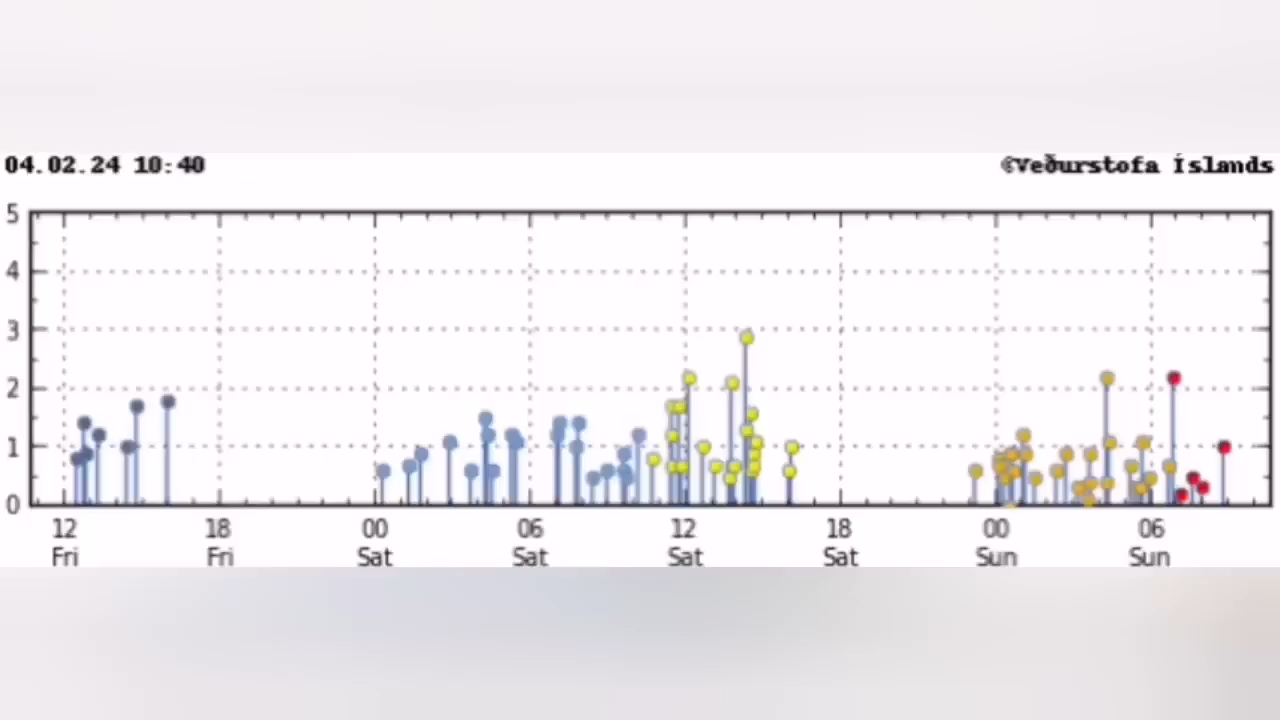 04.02.24 10:40 ©Veðurstofa Íslands
5
4
3
2
1
0
12 18 00 06 12 18 00 06
Fri Fri Sat Sat Sat Sat Sun Sun